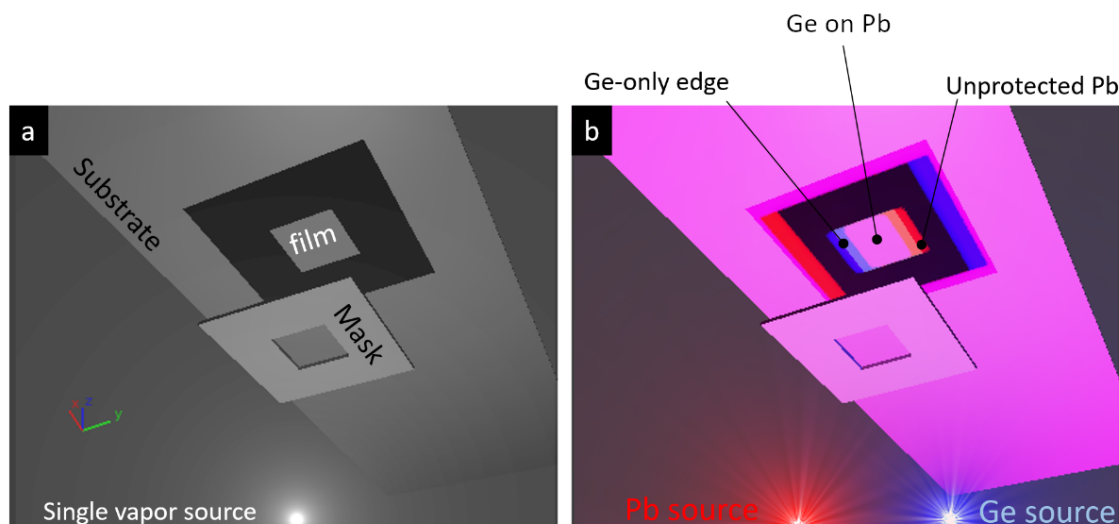 Ge on Pb
Ge-only edge
Unprotected Pb
a
b
Substrate
film
Mask
x
z
y
Single vapor source
Pb source
Ge source